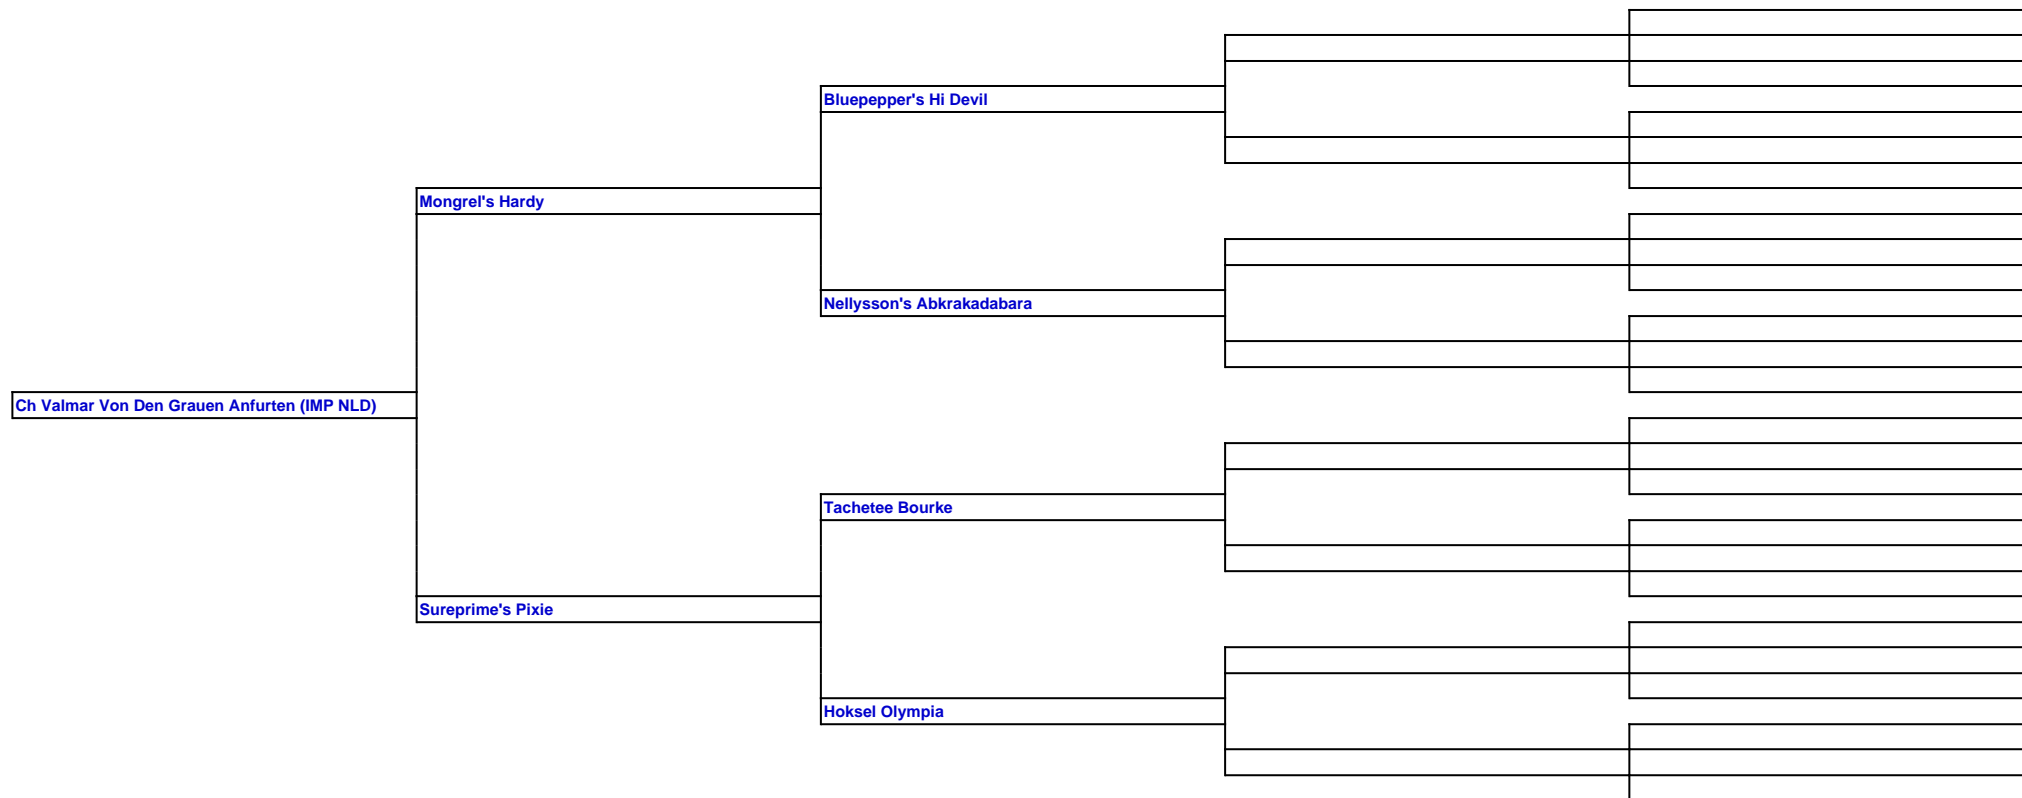 Bluepepper's Hi Devil
Mongrel's Hardy
Nellysson's Abkrakadabara
Ch Valmar Von Den Grauen Anfurten (IMP NLD)
Tachetee Bourke
Sureprime's Pixie
Hoksel Olympia